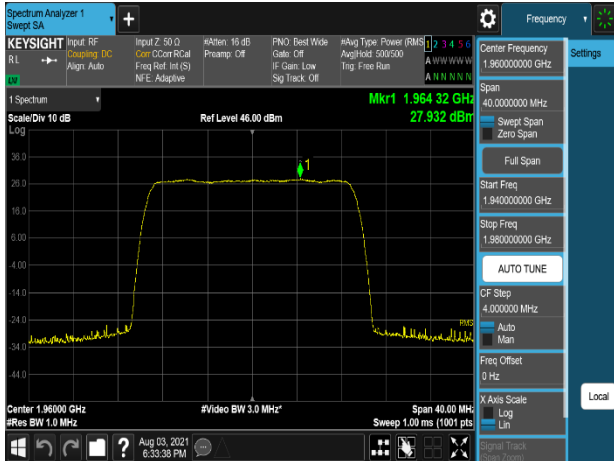 Spectrum Analyzer 1
Swept SA
+
Frequency
KEYSIGHT
RL
Input: RF
Coupling: DC
Align: Auto
Input Z: 50 Ω
Corr CCorr RCal
Freq Ref: Int (S)
NFE: Adaptive
#Atten: 16 dB
Preamp: Off
PNO: Best Wide
Gate: Off
IF Gain: Low
Sig Track: Off
#Avg Type: Power (RMS
Avg|Hold: 500/500
Trig: Free Run
1 2 3 4 5 6
A W W W W W
A N N N N N
1 Spectrum
Scale/Div 10 dB
Log
Ref Level 46.00 dBm
Mkr1 1.964 32 GHz
27.932 dBm
36.0
26.0
16.0
6.00
-4.00
-14.0
-24.0
-34.0
-44.0
1
RMS
Center 1.96000 GHz
#Res BW 1.0 MHz
#Video BW 3.0 MHz*
Span 40.00 MHz
Sweep 1.00 ms (1001 pts)
?
Aug 03, 2021
6:33:38 PM
Center Frequency
1.960000000 GHz
Span
40.0000000 MHz
Swept Span
Zero Span
Full Span
Start Freq
1.940000000 GHz
Stop Freq
1.980000000 GHz
AUTO TUNE
CF Step
4.000000 MHz
Auto
Man
Freq Offset
0 Hz
X Axis Scale
Log
Lin
Signal Track
(Span Zoom)
Settings
Local